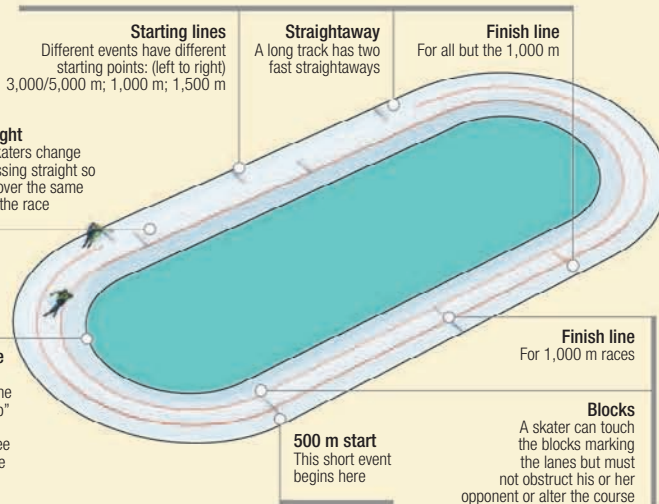 Starting lines
Different events have different
starting points: (left to right)
3,000/5,000 m; 1,000 m; 1,500 m
Straightaway
A long track has two
fast straightaways
Finish line
For all but the 1,000 m
ght
katers change
ssing straight so
over the same
the race
e
ne
o”
ee
e
500 m start
This short event
begins here
Finish line
For 1,000 m races
Blocks
A skater can touch
the blocks marking
the lanes but must
not obstruct his or her
opponent or alter the course